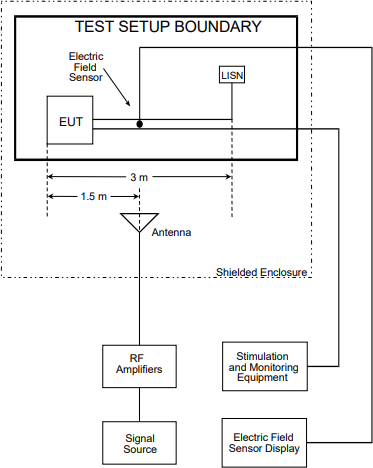 TEST SETUP BOUNDARY
Electric
Field
Sensor
LISN
EUT
3 m
1.5 m
Antenna
Shielded Enclosure
RF
Amplifiers
Stimulation
and Monitoring
Equipment
Signal
Source
Electric Field
Sensor Display